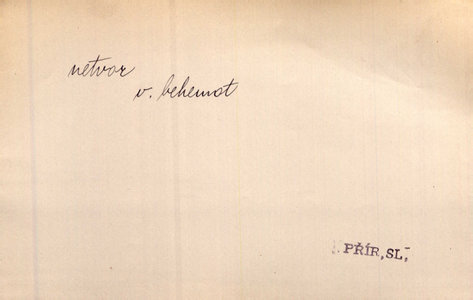 netvor
v. behemot
PŘÍR. SL.